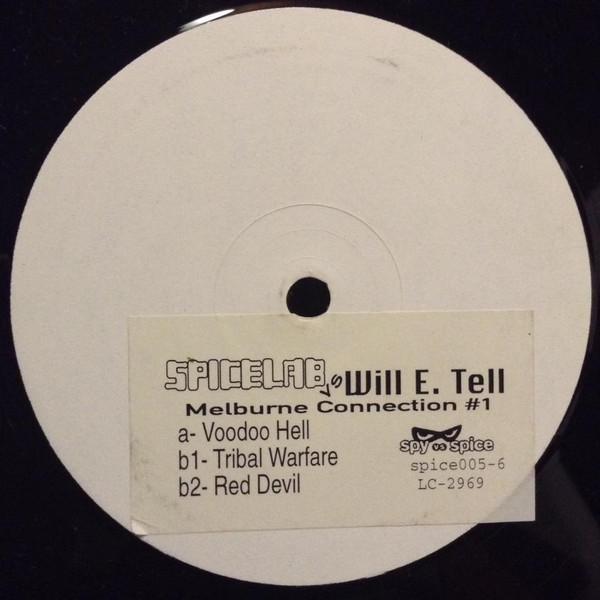 SPICELAB vs Will E. Tell
Melburne Connection #1
a- Voodoo Hell
b1- Tribal Warfare
b2- Red Devil
spy vs spice
spice005-6
LC-2969